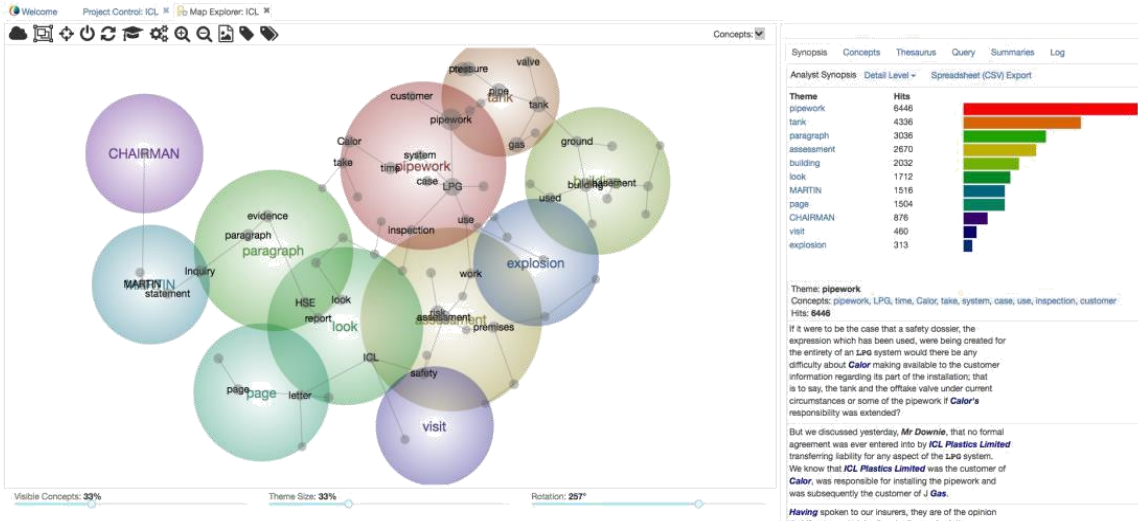 Welcome
Project Control: ICL
Map Explorer: ICL
Concepts:
CHAIRMAN
MARTIN
MARTIN
statement
Inquiry
evidence
paragraph
paragraph
HSE
report
look
look
page
page
letter
ICL
safety
visit
customer
Calor
take
time
system
pipework
pipework
case
LPG
inspection
use
pressure
valve
pipe
tank
tank
gas
ground
building
building
basement
used
explosion
work
risk
assessment
assessment
premises
Visible Concepts: 33%
Theme Size: 33%
Rotation: 257°
Synopsis Concepts Thesaurus Query Summaries Log
Analyst Synopsis Detail Level Spreadsheet (CSV) Export
Theme Hits
pipework 6446
tank 4336
paragraph 3036
assessment 2670
building 2032
look 1712
MARTIN 1516
page 1504
CHAIRMAN 876
visit 460
explosion 313
Theme: pipework
Concepts: pipework, LPG, time, Calor, take, system, case, use, inspection, customer
Hits: 6446
If it were to be the case that a safety dossier, the
expression which has been used, were being created for
the entirety of an LPG system would there be any
difficulty about Calor making available to the customer
information regarding its part of the installation; that
is to say, the tank and the offtake valve under current
circumstances or some of the pipework if Calor's
responsibility was extended?
But we discussed yesterday, Mr Downie, that no formal
agreement was ever entered into by ICL Plastics Limited
transferring liability for any aspect of the LPG system.
We know that ICL Plastics Limited was the customer of
Calor, was responsible for installing the pipework and
was subsequently the customer of J Gas.
Having spoken to our insurers, they are of the opinion